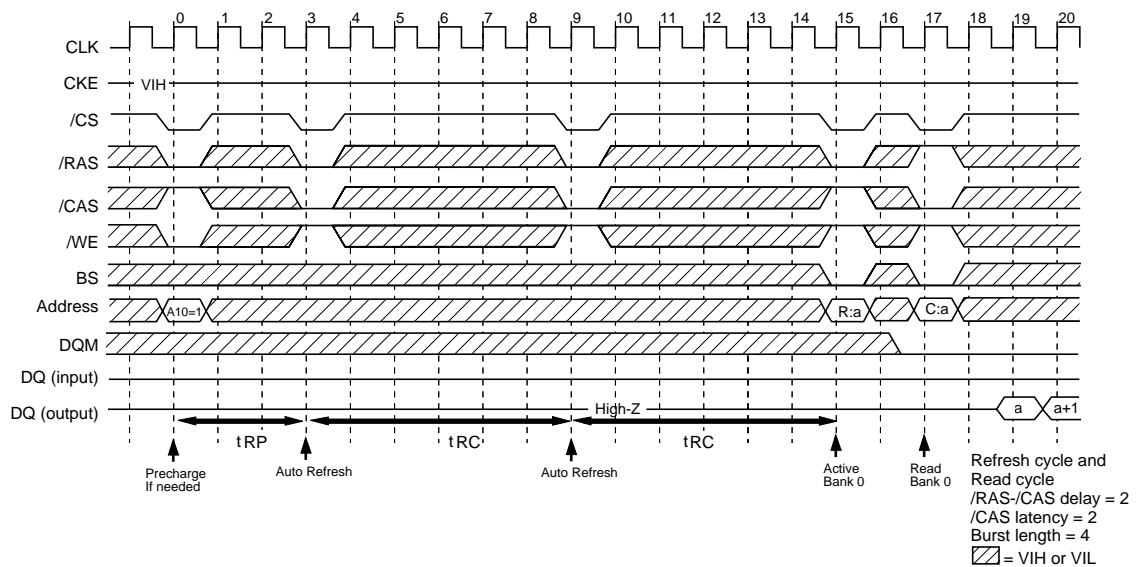 0 1 2 3 4 5 6 7 8 9 10 11 12 13 14 15 16 17 18 19 20
CLK
CKE VIH
/CS
/RAS
/CAS
/WE
BS
Address A10=1 R:a C:a
DQM
DQ (input)
DQ (output) High-Z a a+1
tRP tRC tRC
Precharge
If needed
Auto Refresh
Auto Refresh
Active
Bank 0
Read
Bank 0
Refresh cycle and
Read cycle
/RAS-/CAS delay = 2
/CAS latency = 2
Burst length = 4
= VIH or VIL